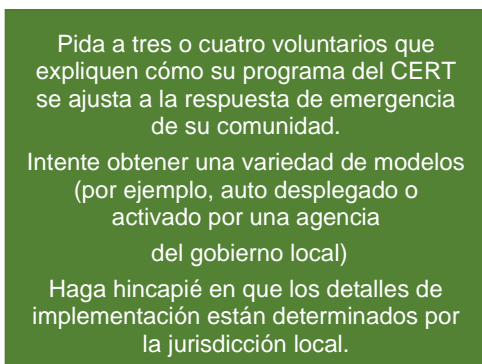 Pida a tres o cuatro voluntarios que
expliquen cómo su programa del CERT
se ajusta a la respuesta de emergencia
de su comunidad.
Intente obtener una variedad de modelos
(por ejemplo, auto desplegado o
activado por una agencia
del gobierno local)
Haga hincapié en que los detalles de
implementación están determinados por
la jurisdicción local.